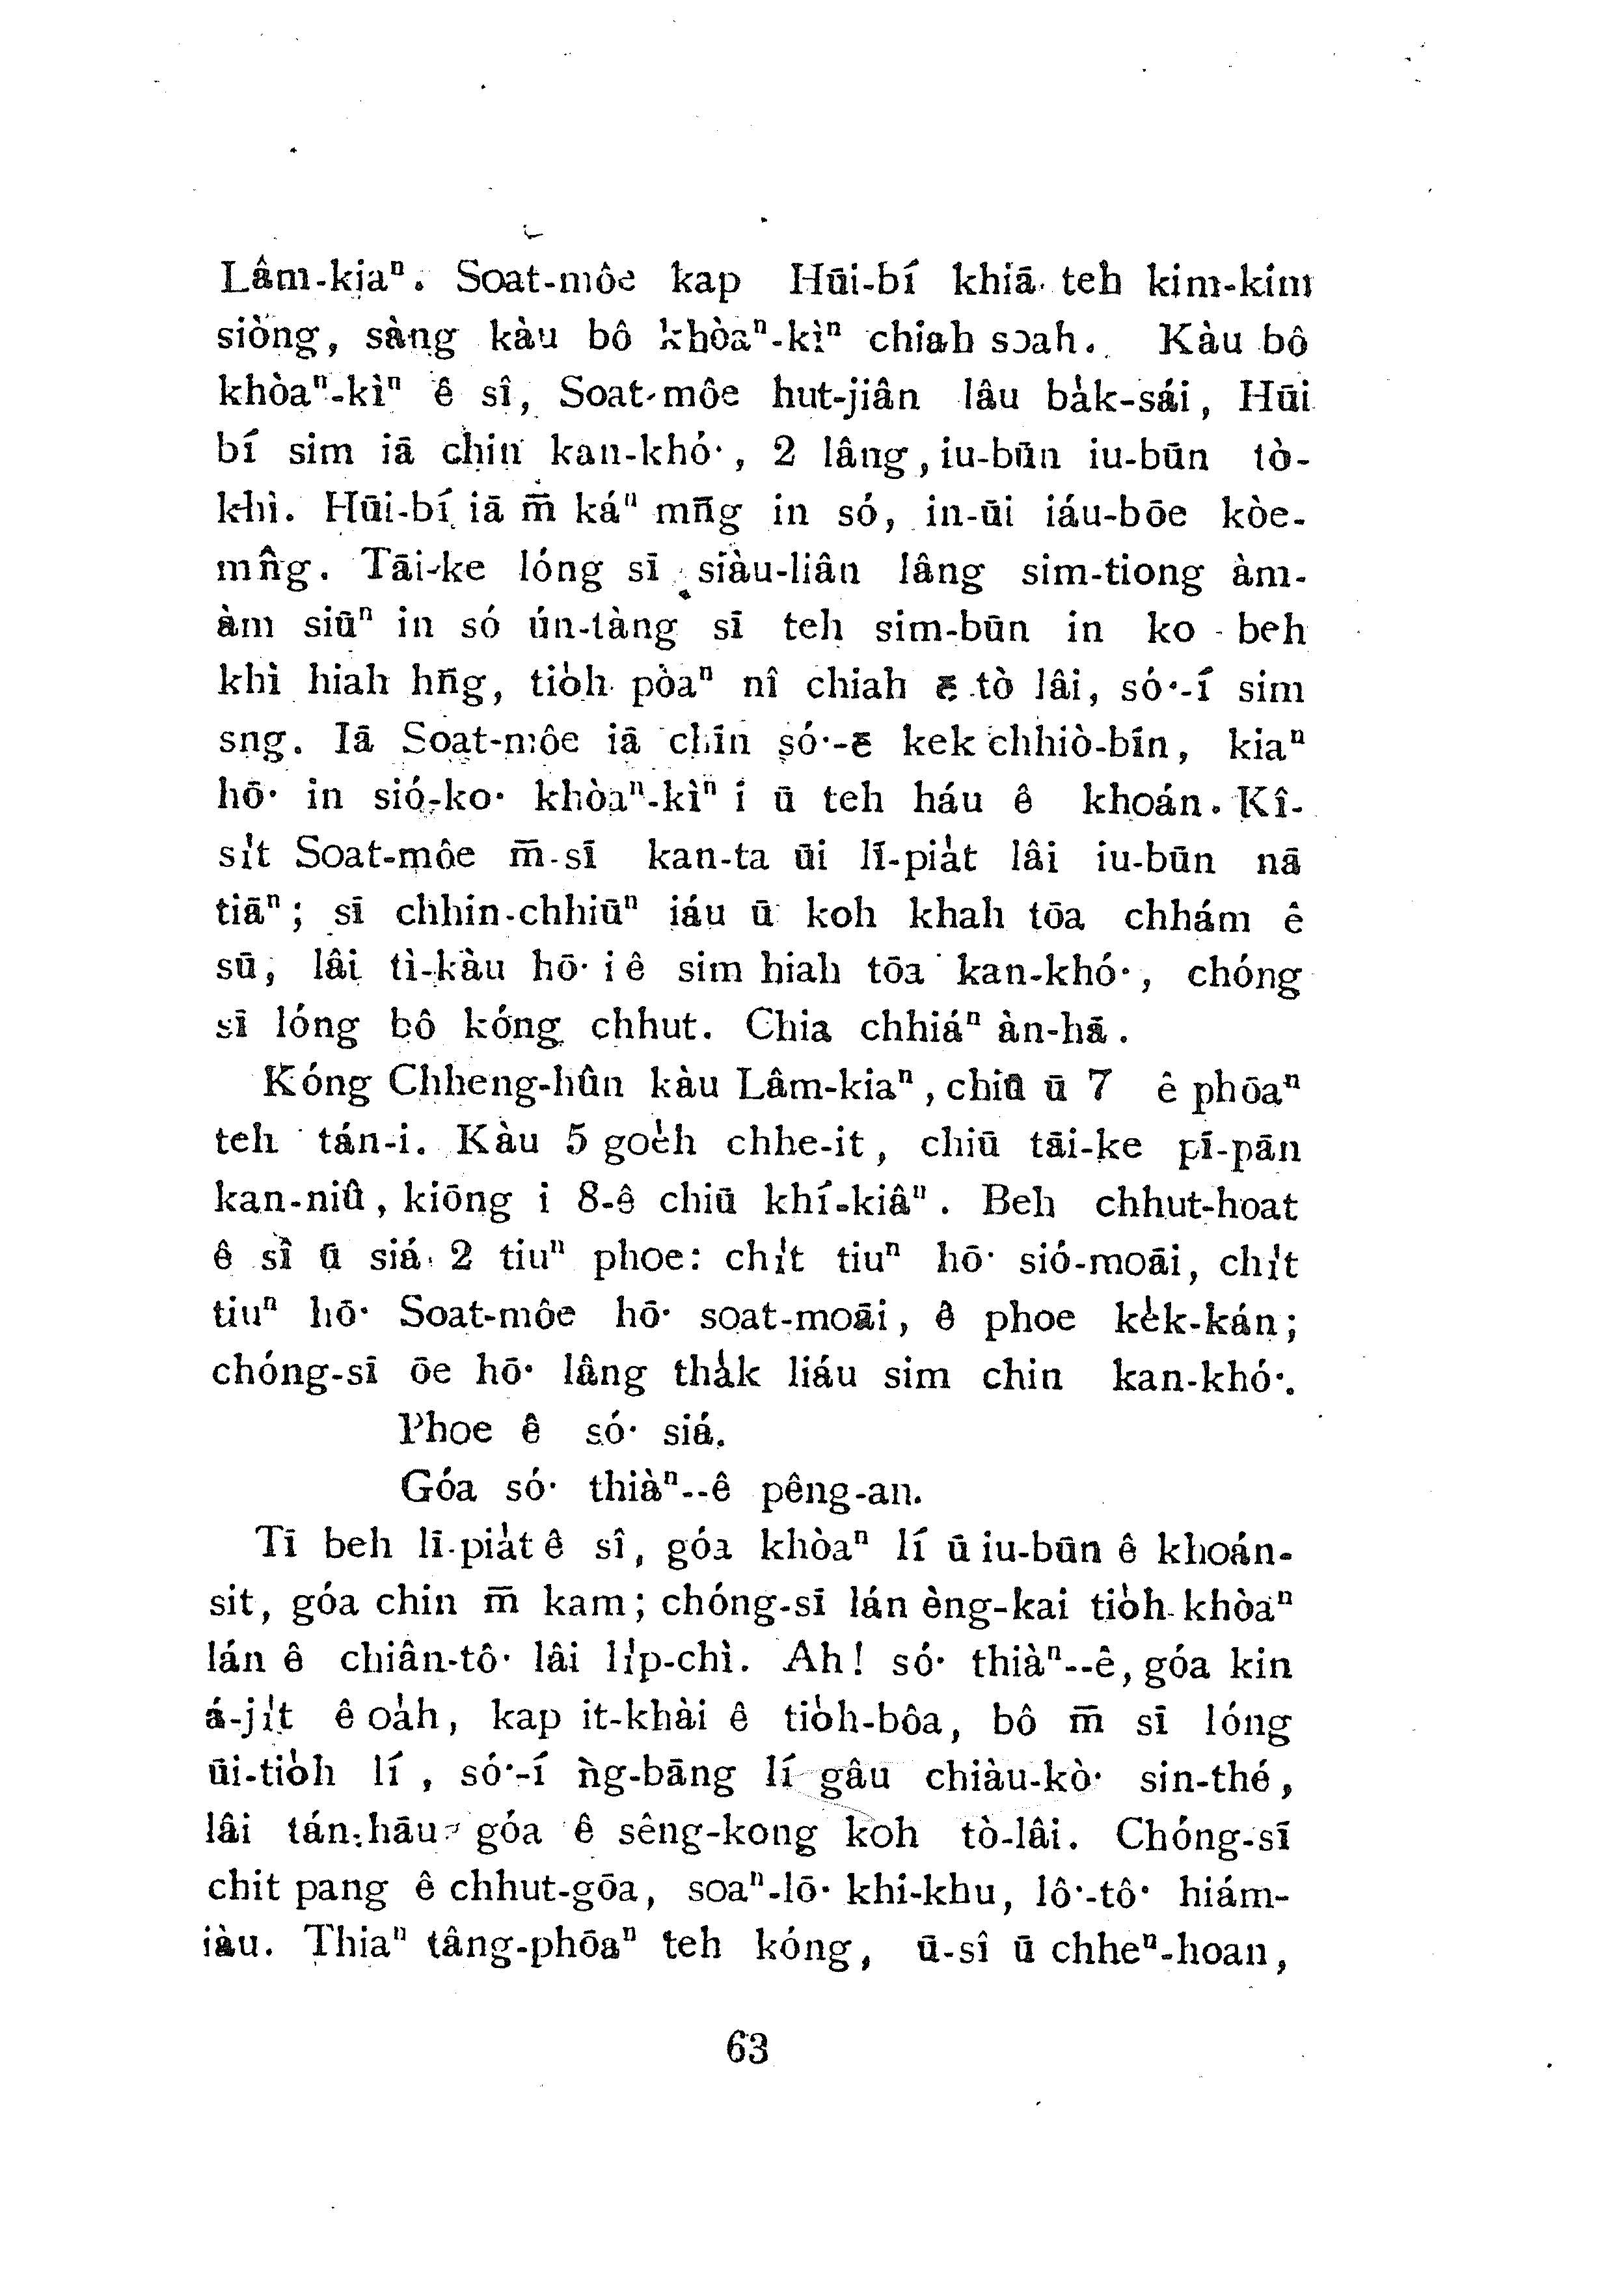 Lâm-kiaⁿ. Soat-môe kap Hūi-bí khiā teh kim-kim
siòng, sàng kàu bô khòaⁿ-kìⁿ chiah soah. Kàu bô
khòaⁿ-kìⁿ ê sî, Soat-môe hut-jiân lâu ba̍k-sái, Hūi
bí sim iā chin kan-khó͘, 2 lâng, iu-būn iu-būn tò-
khì. Hūi-bí iā m̄ káⁿ mn̄g in só, in-ūi iáu-bōe kòe-
mn̂g. Tāi-ke lóng sī siàu-liân lâng sim-tiong àm-
àm siūⁿ in só ún-tàng sī teh sim-būn in ko beh
khì hiah hn̄g, tio̍h pòaⁿ nî chiah ē tò lâi, só͘-í sim
sng. Iā Soat-môe iā chīn só͘-ē kek chhiò-bīn, kiaⁿ
hō͘ in sió-ko͘ khòaⁿ-kìⁿ i ū teh háu ê khoán. Kî-
si̍t Soat-môe m̄-sī kan-ta ūi lī-pia̍t lâi iu-būn nā
tiāⁿ; sī chhin-chhiūⁿ iáu ū koh khah tōa chhám ê
sū, lâi tì-kàu hō͘ i ê sim hiah tōa kan-khó͘, chóng
sī lóng bô kóng chhut. Chia chhiáⁿ àn-hā.
Kóng Chheng-hûn kàu Lâm-kiaⁿ, chiū ū 7 ê phōaⁿ
teh tán-i. Kàu 5 goe̍h chhe-it, chiū tāi-ke pī-pān
kan-niû, kiōng i 8-ê chiū khí-kiâⁿ. Beh chhut-hoat
ê sî ū siá 2 tiuⁿ phoe: chi̍t tiuⁿ hō͘ sió-moāi, chi̍t
tiuⁿ hō͘ Soat-môe hō͘ soat-moāi, ê phoe ke̍k-kán;
chóng-sī ōe hō͘ lâng tha̍k liáu sim chin kan-khó͘.
Phoe ê só͘ siá.
Góa só͘ thiàⁿ--ê pêng-an.
Tī beh lī-pia̍t ê sî, góa khòaⁿ lí ū iu-būn ê khoán-
sit, góa chin m̄ kam; chóng-sī lán èng-kai tio̍h khòaⁿ
lán ê chiân-tô͘ lâi li̍p-chì. Ah! só͘ thiàⁿ--ê, góa kin
á-ji̍t ê oa̍h, kap it-khài ê tio̍h-bôa, bô m̄ sī lóng
ūi-tio̍h lí, só͘-í ǹg-bāng lí gâu chiàu-kò͘ sin-thé,
lâi tán-hāu góa ê sêng-kong koh tò-lâi. Chóng-sī
chit pang ê chhut-gōa, soaⁿ-lō͘ khi-khu, lô͘-tô͘ hiám-
iàu. Thiaⁿ tâng-phōaⁿ teh kóng, ū-sî ū chheⁿ-hoan,
63